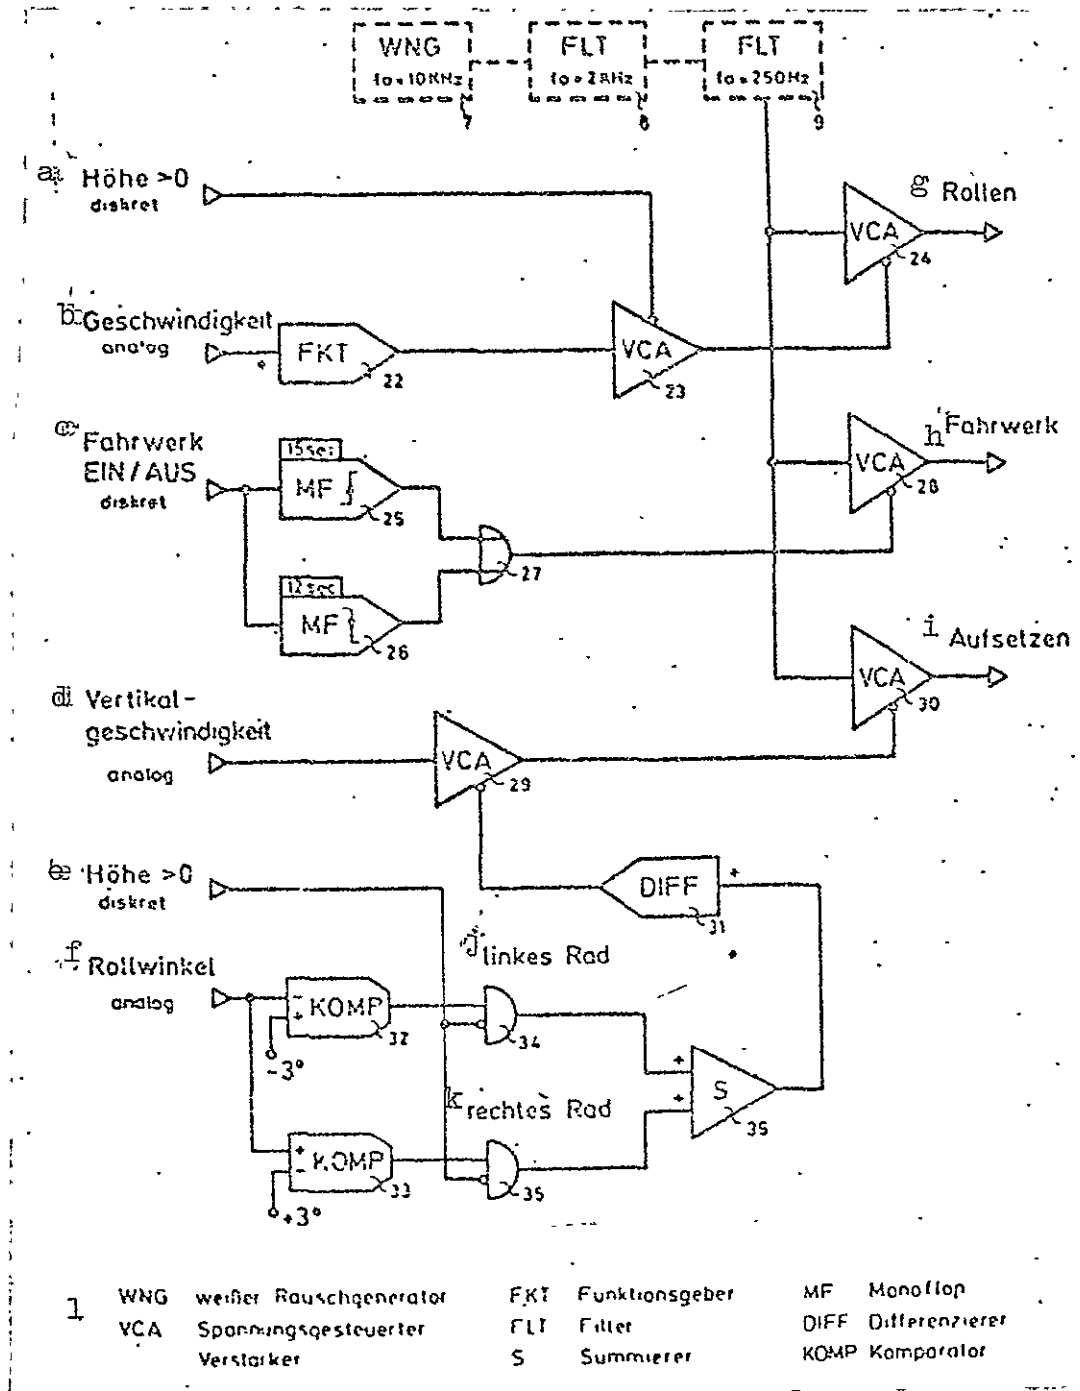 WNG
fo=10KHz
7
FLT
fo=2KHz
8
FLT
fo=250Hz
9
a Höhe >0
diskret
g Rollen
VCA
24
b Geschwindigkeit
analog
FKT
22
VCA
23
Fahrwerk
EIN/AUS
diskret
15sec
MF
25
27
12sec
MF
26
h Fahrwerk
VCA
28
i Aufsetzen
VCA
30
d Vertikal-
geschwindigkeit
analog
VCA
29
e Höhe >0
diskret
DIFF
31
+
f Rollwinkel
analog
j linkes Rad
-
+
KOMP
32
-3°
34
k rechtes Rad
+
+
S
35
+
-
KOMP
33
+3°
35
1
WNG weißer Rauschgenerator
VCA Spannungsgesteuerter
Verstärker
FKT Funktionsgeber
FLT Filter
S Summierer
MF Monoflop
DIFF Differenzierer
KOMP Komparator